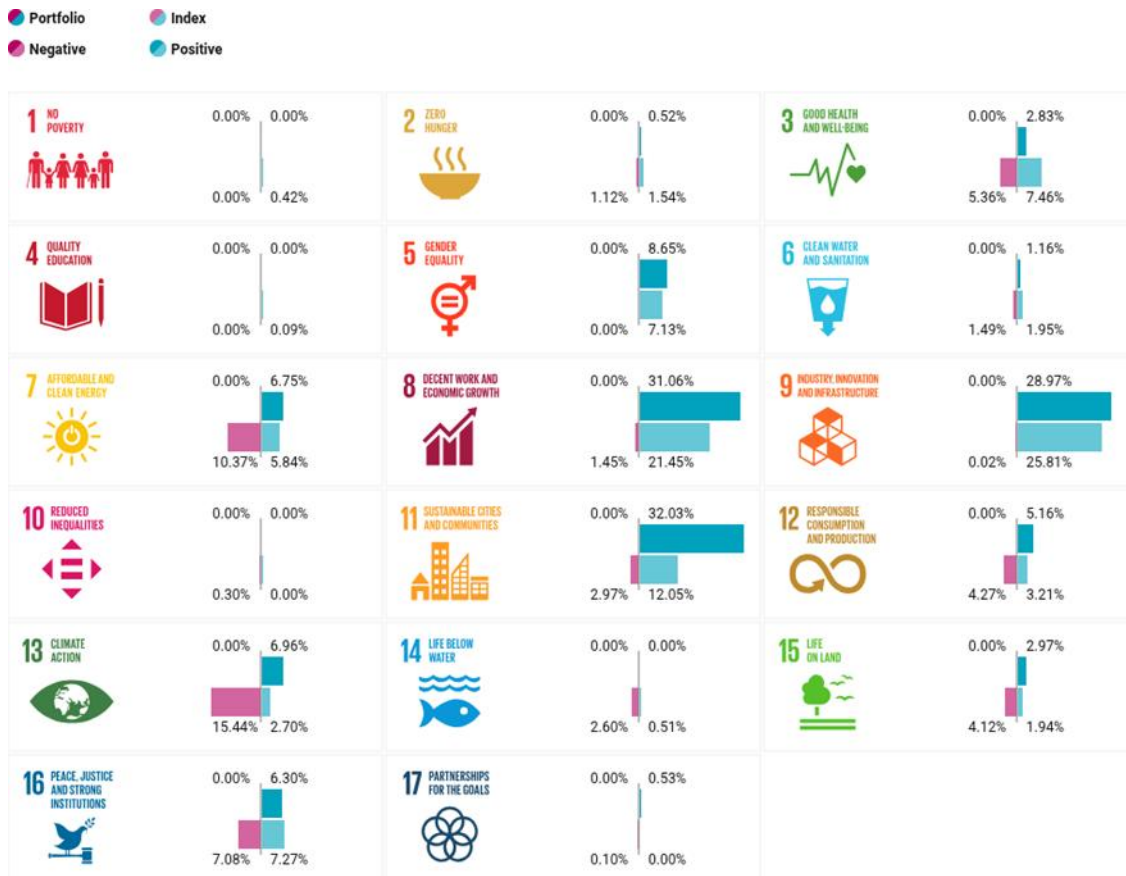 Portfolio
Index
Negative
Positive
1 NO
POVERTY
0.00% 0.00%
0.00% 0.42%
2 ZERO
HUNGER
0.00% 0.52%
1.12% 1.54%
3 GOOD HEALTH
AND WELL-BEING
0.00% 2.83%
5.36% 7.46%
4 QUALITY
EDUCATION
0.00% 0.00%
0.00% 0.09%
5 GENDER
EQUALITY
0.00% 8.65%
0.00% 7.13%
6 CLEAN WATER
AND SANITATION
0.00% 1.16%
1.49% 1.95%
7 AFFORDABLE AND
CLEAN ENERGY
0.00% 6.75%
10.37% 5.84%
8 DECENT WORK AND
ECONOMIC GROWTH
0.00% 31.06%
1.45% 21.45%
9 INDUSTRY, INNOVATION
AND INFRASTRUCTURE
0.00% 28.97%
0.02% 25.81%
10 REDUCED
INEQUALITIES
0.00% 0.00%
0.30% 0.00%
11 SUSTAINABLE CITIES
AND COMMUNITIES
0.00% 32.03%
2.97% 12.05%
12 RESPONSIBLE
CONSUMPTION
AND PRODUCTION
0.00% 5.16%
4.27% 3.21%
13 CLIMATE
ACTION
0.00% 6.96%
15.44% 2.70%
14 LIFE BELOW
WATER
0.00% 0.00%
2.60% 0.51%
15 LIFE
ON LAND
0.00% 2.97%
4.12% 1.94%
16 PEACE, JUSTICE
AND STRONG
INSTITUTIONS
0.00% 6.30%
7.08% 7.27%
17 PARTNERSHIPS
FOR THE GOALS
0.00% 0.53%
0.10% 0.00%